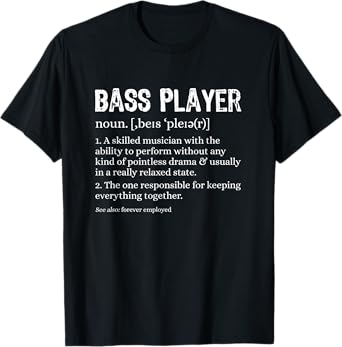 BASS PLAYER
noun. [ˌbeɪs ‘pleɪə(r)]
1. A skilled musician with the
ability to perform without any
kind of pointless drama & usually
in a really relaxed state.
2. The one responsible for keeping
everything together.
See also: forever employed